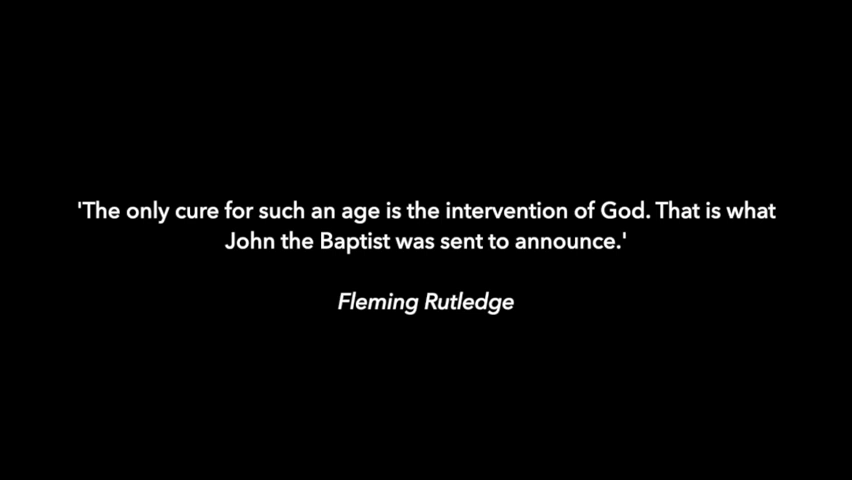 'The only cure for such an age is the intervention of God. That is what
John the Baptist was sent to announce.'
Fleming Rutledge